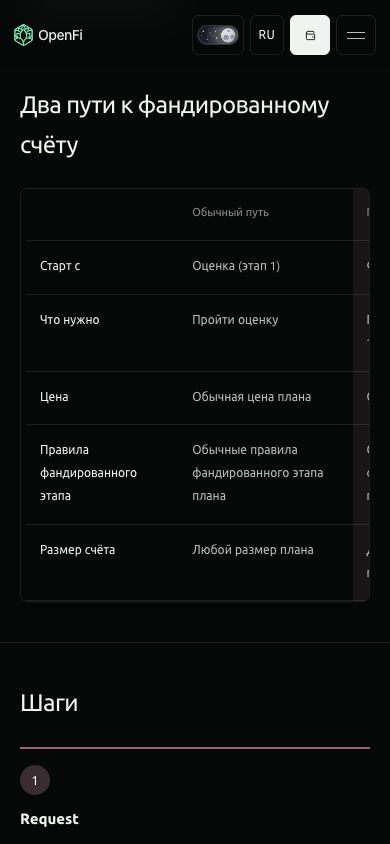 OpenFi
RU
Два пути к фандированному
счёту
Обычный путь
Старт с
Оценка (этап 1)
Что нужно
Пройти оценку
Цена
Обычная цена плана
Правила
фандированного
этапа
Обычные правила
фандированного этапа
плана
Размер счёта
Любой размер плана
Шаги
1
Request